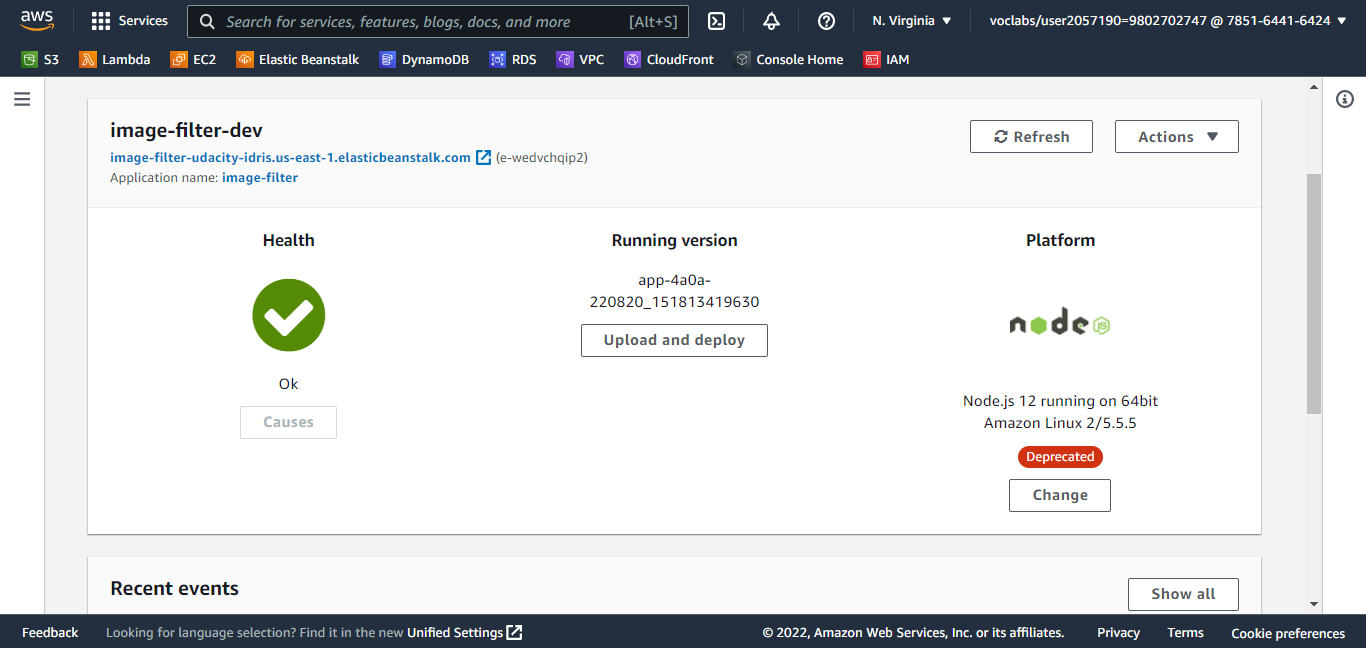 aws
Services
Search for services, features, blogs, docs, and more [Alt+S]
N. Virginia
voclabs/user2057190=9802702747 @ 7851-6441-6424
S3
Lambda
EC2
Elastic Beanstalk
DynamoDB
RDS
VPC
CloudFront
Console Home
IAM
image-filter-dev
image-filter-udacity-idris.us-east-1.elasticbeanstalk.com (e-wedvchqip2)
Application name: image-filter
Refresh
Actions
Health
Ok
Causes
Running version
app-4a0a-
220820_151813419630
Upload and deploy
Platform
node JS
Node.js 12 running on 64bit
Amazon Linux 2/5.5.5
Deprecated
Change
Recent events
Show all
Feedback
Looking for language selection? Find it in the new Unified Settings
© 2022, Amazon Web Services, Inc. or its affiliates.
Privacy
Terms
Cookie preferences